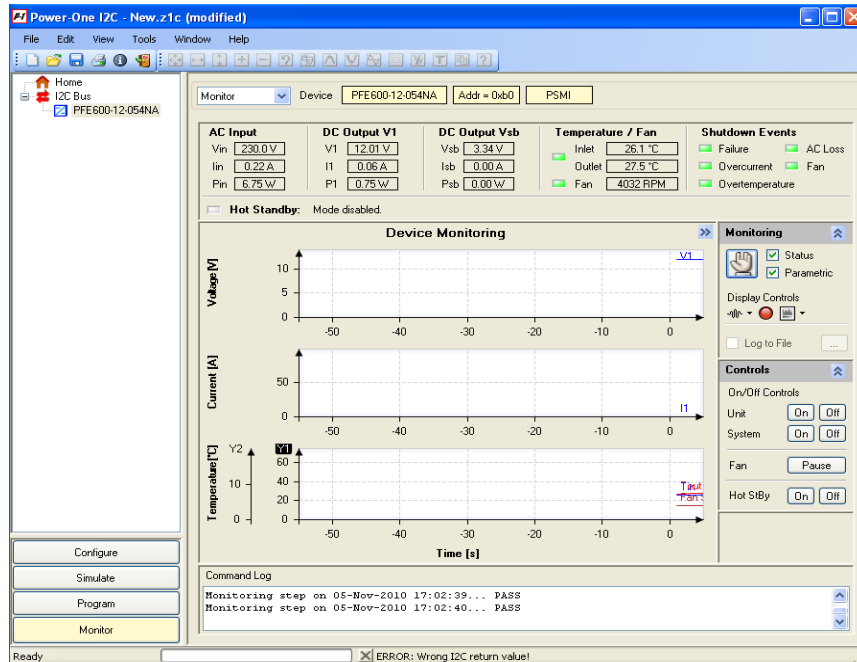 Power-One I2C - New.z1c (modified)
File Edit View Tools Window Help
Home
I2C Bus
PFE600-12-054NA
Monitor Device PFE600-12-054NA Addr = 0xb0 PSMI
AC Input DC Output V1 DC Output Vsb Temperature / Fan Shutdown Events
Vin 230.0 V V1 12.01 V Vsb 3.34 V Inlet 26.1 °C Failure AC Loss
Iin 0.22 A I1 0.06 A Isb 0.00 A Outlet 27.5 °C Overcurrent Fan
Pin 6.75 W P1 0.75 W Psb 0.00 W Fan 4032 RPM Overtemperature
Hot Standby: Mode disabled.
Device Monitoring
Voltage [V]
10
5
0
V1
-50 -40 -30 -20 -10 0
Current [A]
50
0
I1
-50 -40 -30 -20 -10 0
Temperature [°C]
Y2 Y1
10
0
60
40
20
0
-50 -40 -30 -20 -10 0
Time [s]
Monitoring
Status
Parametric
Display Controls
Log to File ...
Controls
On/Off Controls
Unit On Off
System On Off
Fan Pause
Hot StBy On Off
Configure
Simulate
Program
Monitor
Command Log
Monitoring step on 05-Nov-2010 17:02:39... PASS
Monitoring step on 05-Nov-2010 17:02:40... PASS
Ready ERROR: Wrong I2C return value!